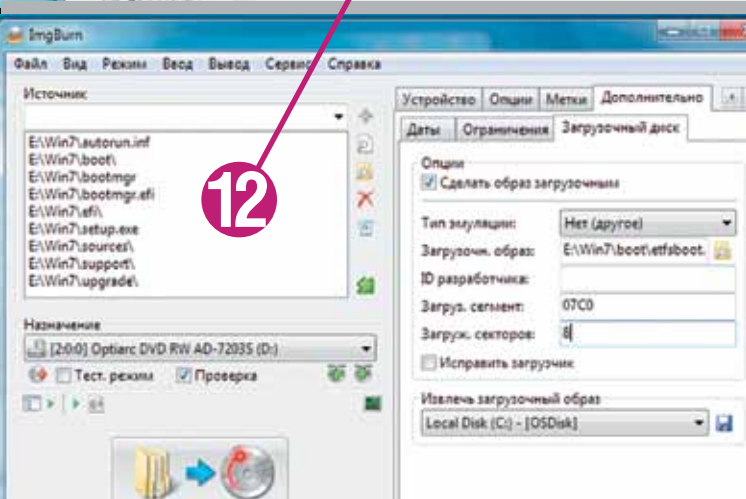 ImgBurn
Файл Вид Режим Ввод Вывод Сервис Справка
Источник
E:\Win7\autorun.inf
E:\Win7\boot\
E:\Win7\bootmgr
E:\Win7\bootmgr.efi
E:\Win7\efi\
E:\Win7\setup.exe
E:\Win7\sources\
E:\Win7\support\
E:\Win7\upgrade\
12
Назначение
[2:0:0] Optiarc DVD RW AD-7203S (D:)
Тест. режим Проверка
Устройство Опции Метки Дополнительно
Даты Ограничения Загрузочный диск
Опции
Сделать образ загрузочным
Тип эмуляции: Нет (другое)
Загрузочн. образ: E:\Win7\boot\etfsboot.
ID разработчика:
Загруз. сегмент: 07C0
Загруж. секторов: 8
Исправить загрузчик
Извлечь загрузочный образ
Local Disk (C:) - [OSDisk]